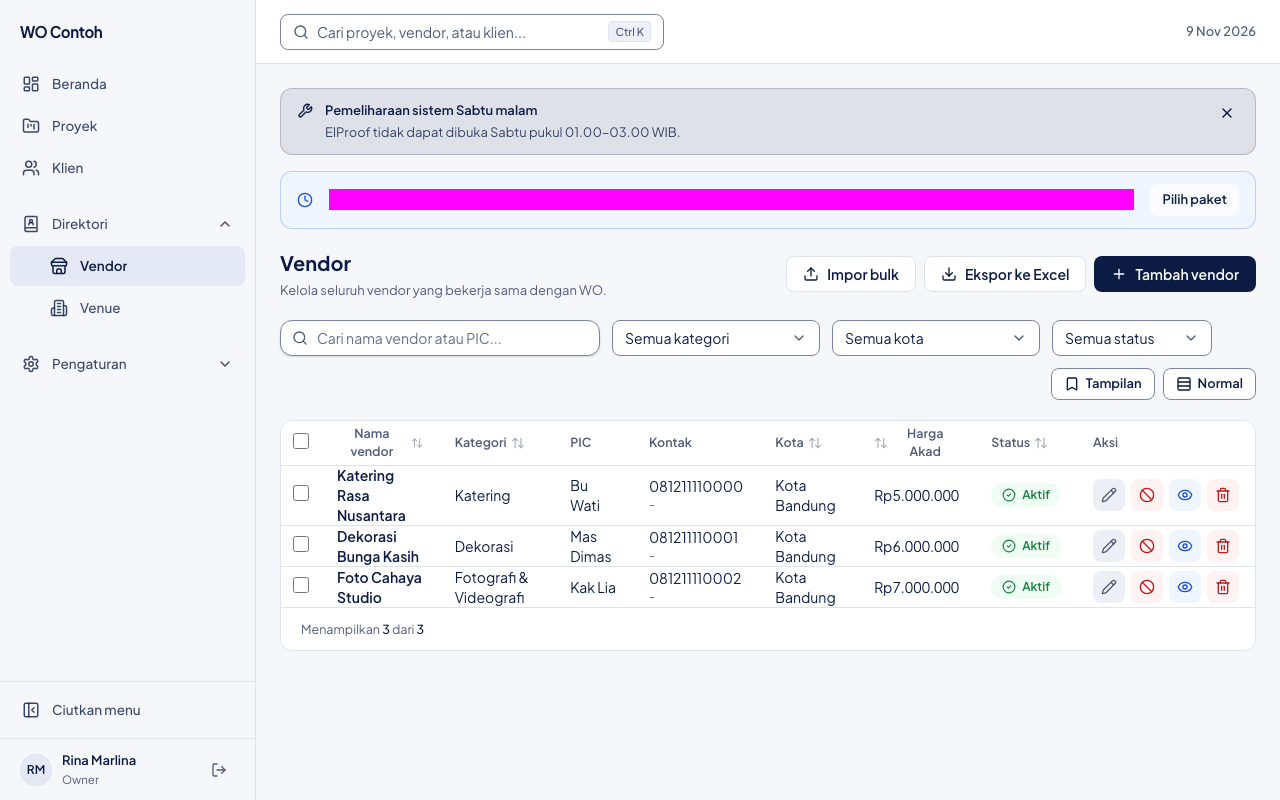 WO Contoh
Cari proyek, vendor, atau klien...
Ctrl K
9 Nov 2026
Beranda
Proyek
Klien
Direktori
Vendor
Venue
Pengaturan
Ciutkan menu
RM
Rina Marlina
Owner
Pemeliharaan sistem Sabtu malam
ElProof tidak dapat dibuka Sabtu pukul 01.00–03.00 WIB.
Pilih paket
Vendor
Kelola seluruh vendor yang bekerja sama dengan WO.
Impor bulk
Ekspor ke Excel
Tambah vendor
Cari nama vendor atau PIC...
Semua kategori
Semua kota
Semua status
Tampilan
Normal
Nama
vendor
Kategori
PIC
Kontak
Kota
Harga
Akad
Status
Aksi
Katering
Rasa
Nusantara
Katering
Bu
Wati
081211110000
-
Kota
Bandung
Rp5.000.000
Aktif
Dekorasi
Bunga Kasih
Dekorasi
Mas
Dimas
081211110001
-
Kota
Bandung
Rp6.000.000
Aktif
Foto Cahaya
Studio
Fotografi &
Videografi
Kak Lia
081211110002
-
Kota
Bandung
Rp7.000.000
Aktif
Menampilkan 3 dari 3